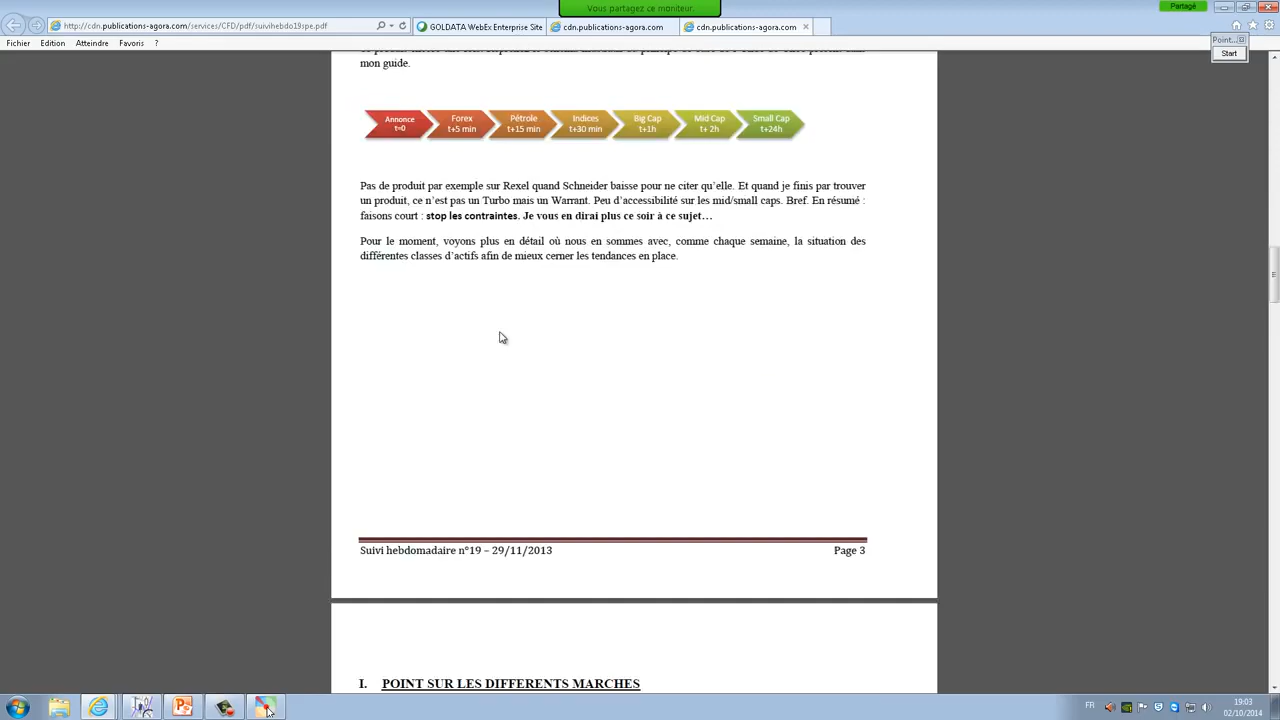 Vous partagez ce moniteur.
Partagé
http://cdn.publications-agora.com/services/CFD/pdf/suivihebdo19spe.pdf
GOLDATA WebEx Enterprise Site
cdn.publications-agora.com
cdn.publications-agora.com
Fichier Edition Atteindre Favoris ?
Point...
Start
mon guide.
Annonce t=0
Forex t+5 min
Pétrole t+15 min
Indices t+30 min
Big Cap t+1h
Mid Cap t+ 2h
Small Cap t+24h
Pas de produit par exemple sur Rexel quand Schneider baisse pour ne citer qu'elle. Et quand je finis par trouver
un produit, ce n'est pas un Turbo mais un Warrant. Peu d'accessibilité sur les mid/small caps. Bref. En résumé :
faisons court : stop les contraintes. Je vous en dirai plus ce soir à ce sujet…
Pour le moment, voyons plus en détail où nous en sommes avec, comme chaque semaine, la situation des
différentes classes d'actifs afin de mieux cerner les tendances en place.
Suivi hebdomadaire n°19 – 29/11/2013 Page 3
I. POINT SUR LES DIFFERENTS MARCHES
FR
19:03
02/10/2014